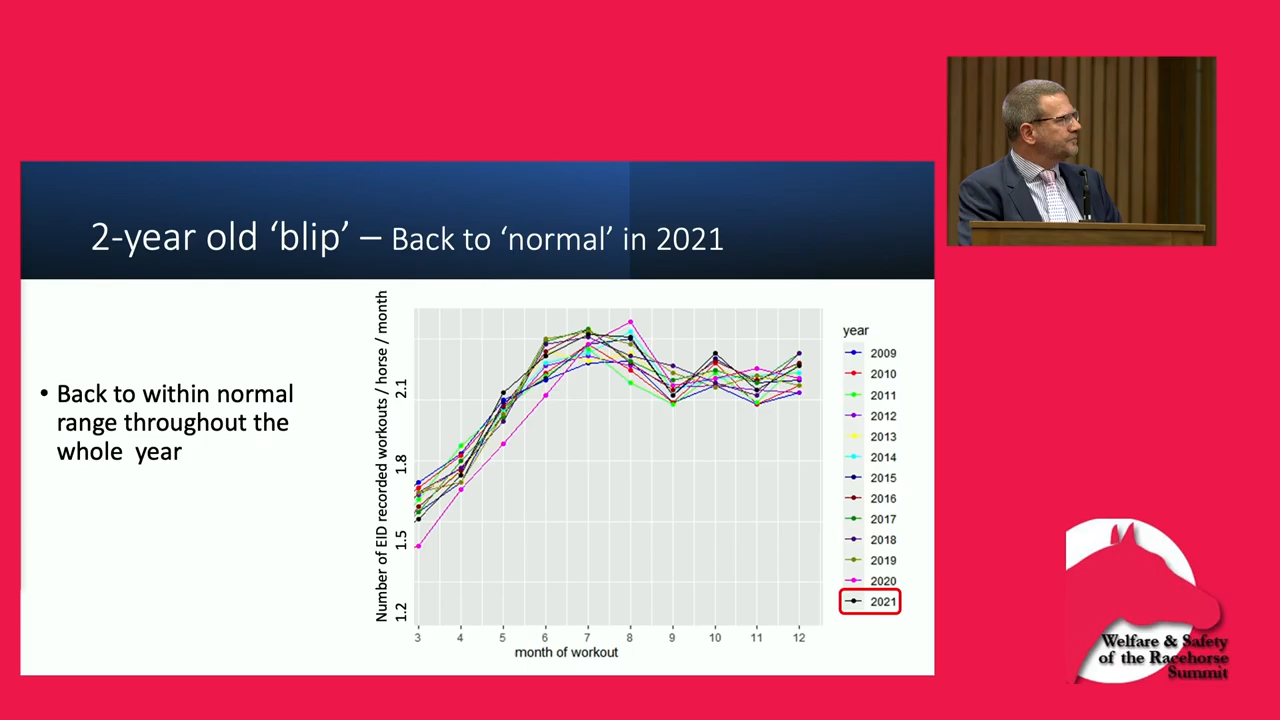 2-year old ‘blip’ – Back to ‘normal’ in 2021
• Back to within normal
range throughout the
whole  year
Number of EID recorded workouts / horse / month
2.1
1.8
1.5
1.2
3 4 5 6 7 8 9 10 11 12
month of workout
year
2009
2010
2011
2012
2013
2014
2015
2016
2017
2018
2019
2020
2021
Welfare & Safety
of the Racehorse
Summit